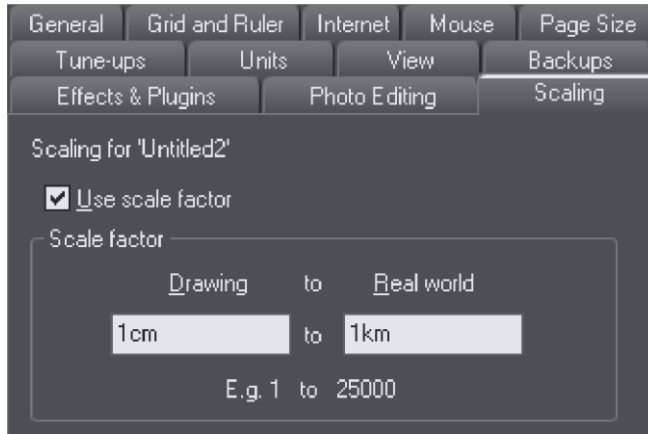 General Grid and Ruler Internet Mouse Page Size
Tune-ups Units View Backups
Effects & Plugins Photo Editing Scaling
Scaling for 'Untitled2'
Use scale factor
Scale factor
Drawing to Real world
1cm to 1km
E.g. 1 to 25000